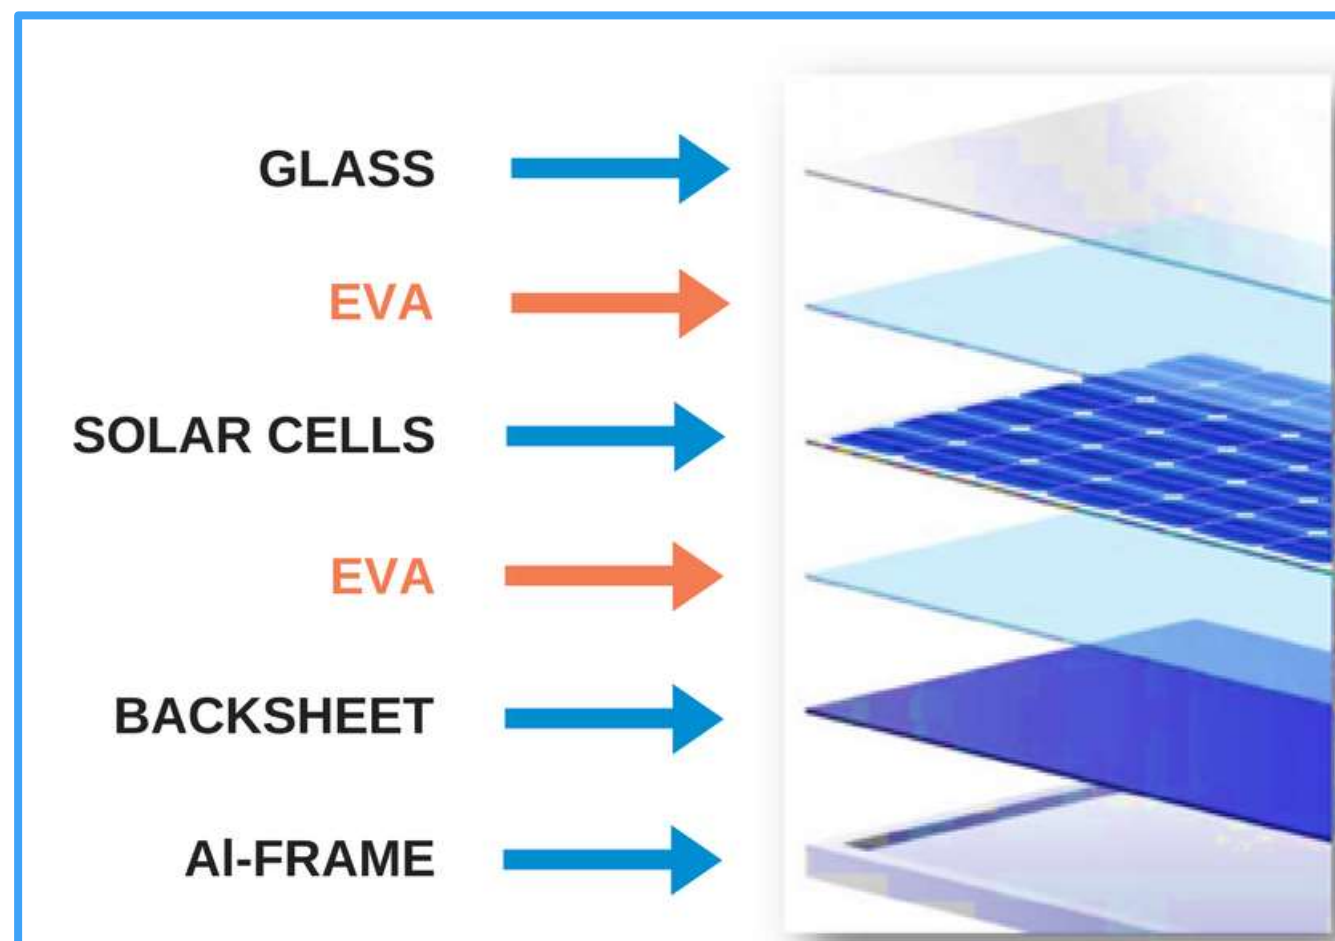 GLASS
EVA
SOLAR CELLS
EVA
BACKSHEET
Al-FRAME